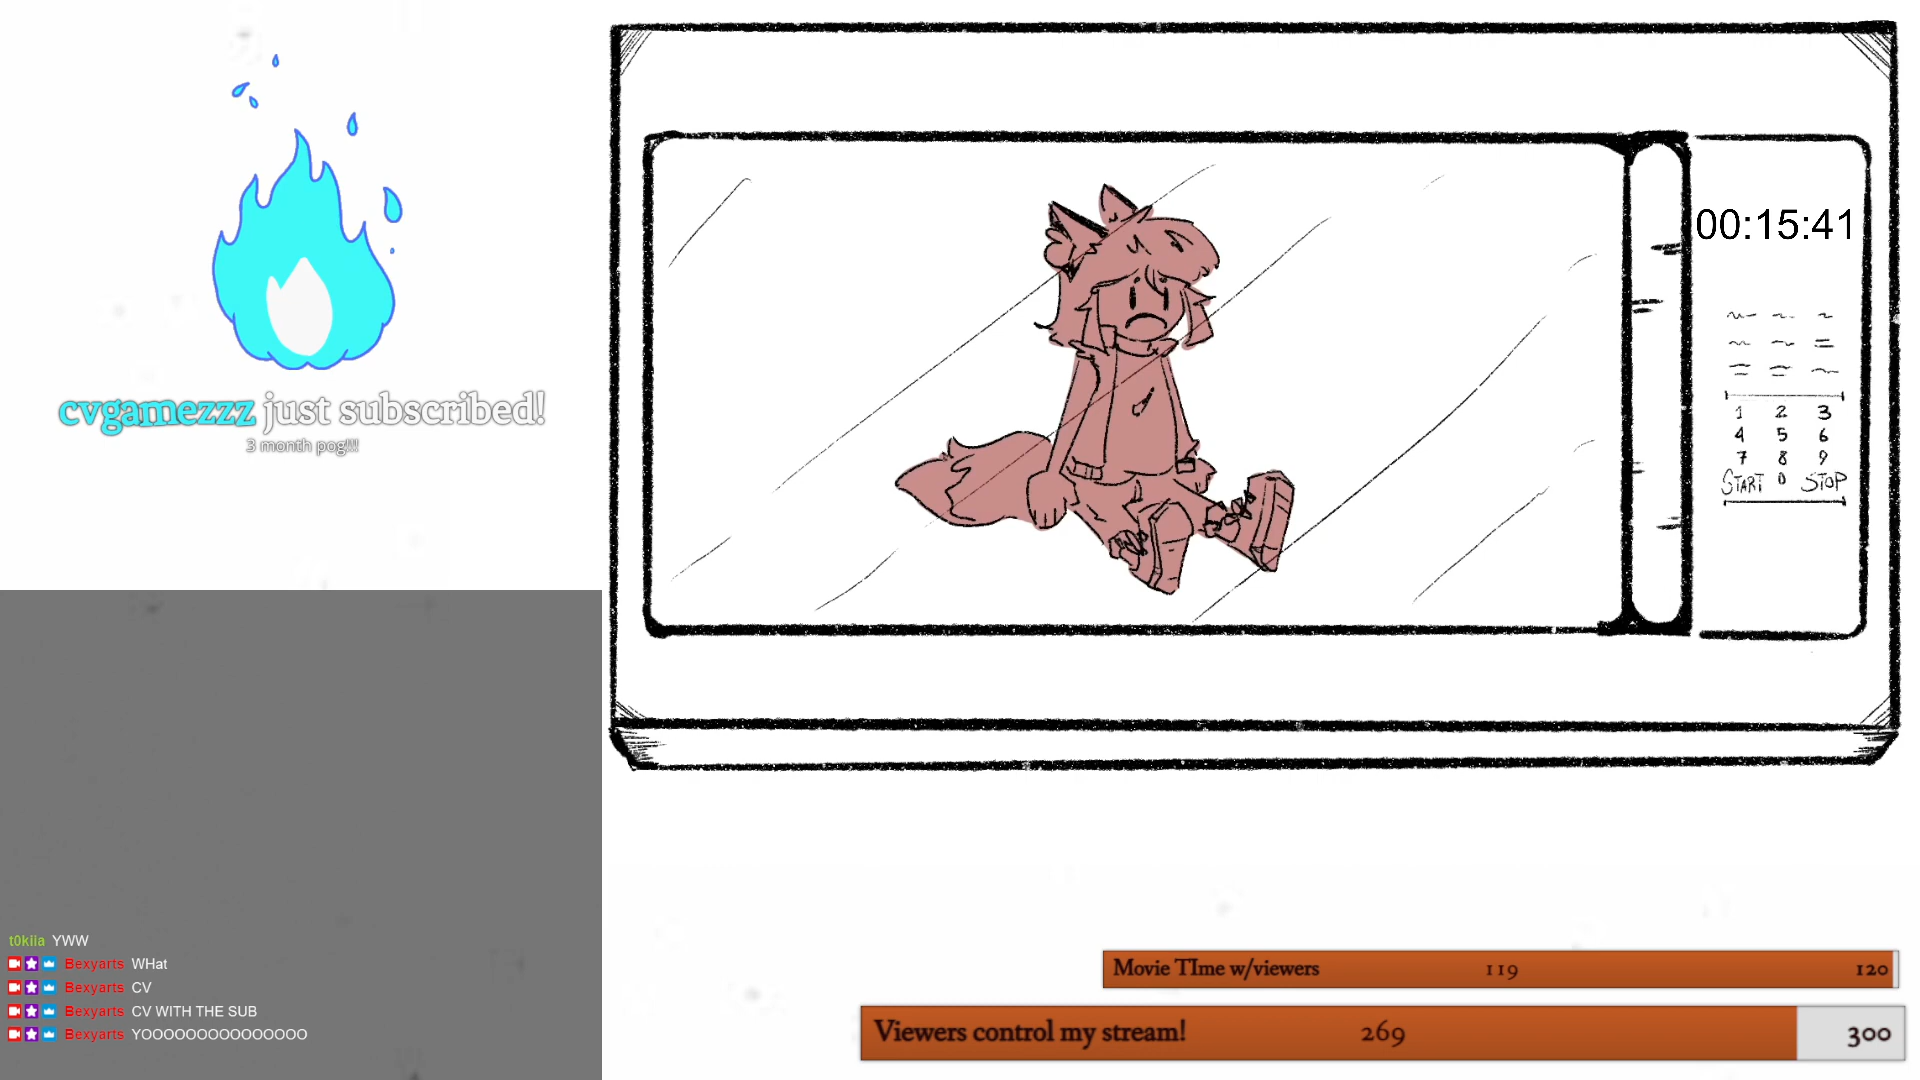 cvgamezzz just subscribed!
3 month pog!!!
00:15:41
1 2 3
4 5 6
7 8 9
START 0 STOP
t0kiia YWW
Bexyarts WHat
Bexyarts CV
Bexyarts CV WITH THE SUB
Bexyarts YOOOOOOOOOOOOOOO
Movie TIme w/viewers 119 120
Viewers control my stream! 269 300